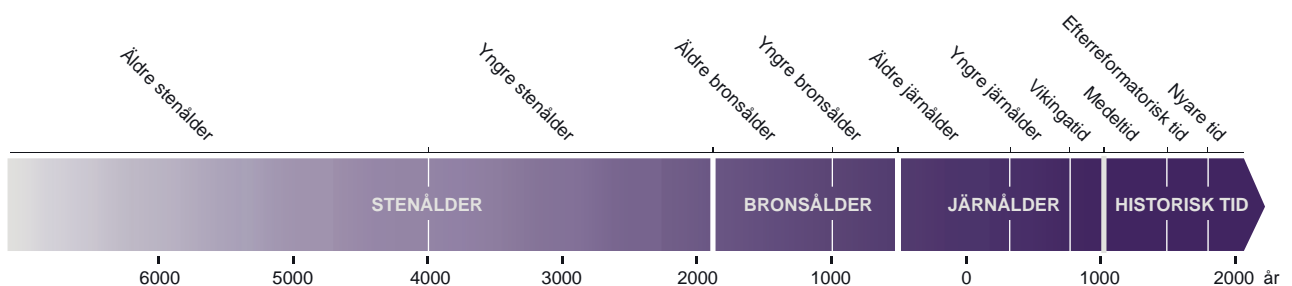 Äldre stenålder
Yngre stenålder
Äldre bronsålder
Yngre bronsålder
Äldre järnålder
Yngre järnålder
Vikingatid
Medeltid
Efterreformatorisk tid
Nyare tid
STENÅLDER BRONSÅLDER JÄRNÅLDER HISTORISK TID
6000 5000 4000 3000 2000 1000 0 1000 2000 år